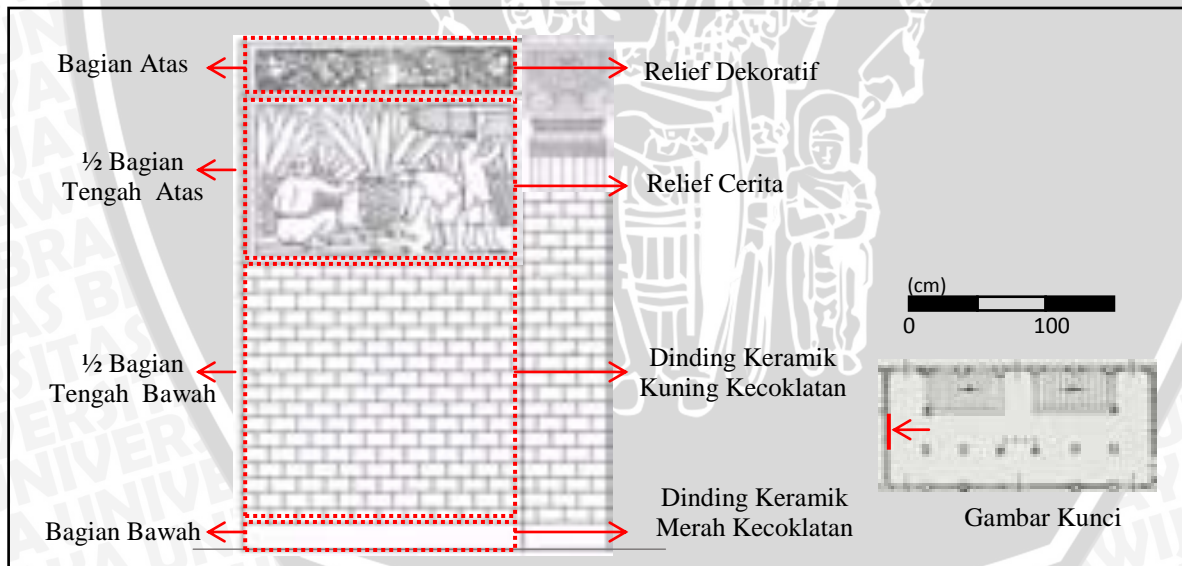 Bagian Atas
Relief Dekoratif
½ Bagian
Tengah Atas
Relief Cerita
(cm)
0 100
½ Bagian
Tengah Bawah
Dinding Keramik
Kuning Kecoklatan
Bagian Bawah
Dinding Keramik
Merah Kecoklatan
Gambar Kunci